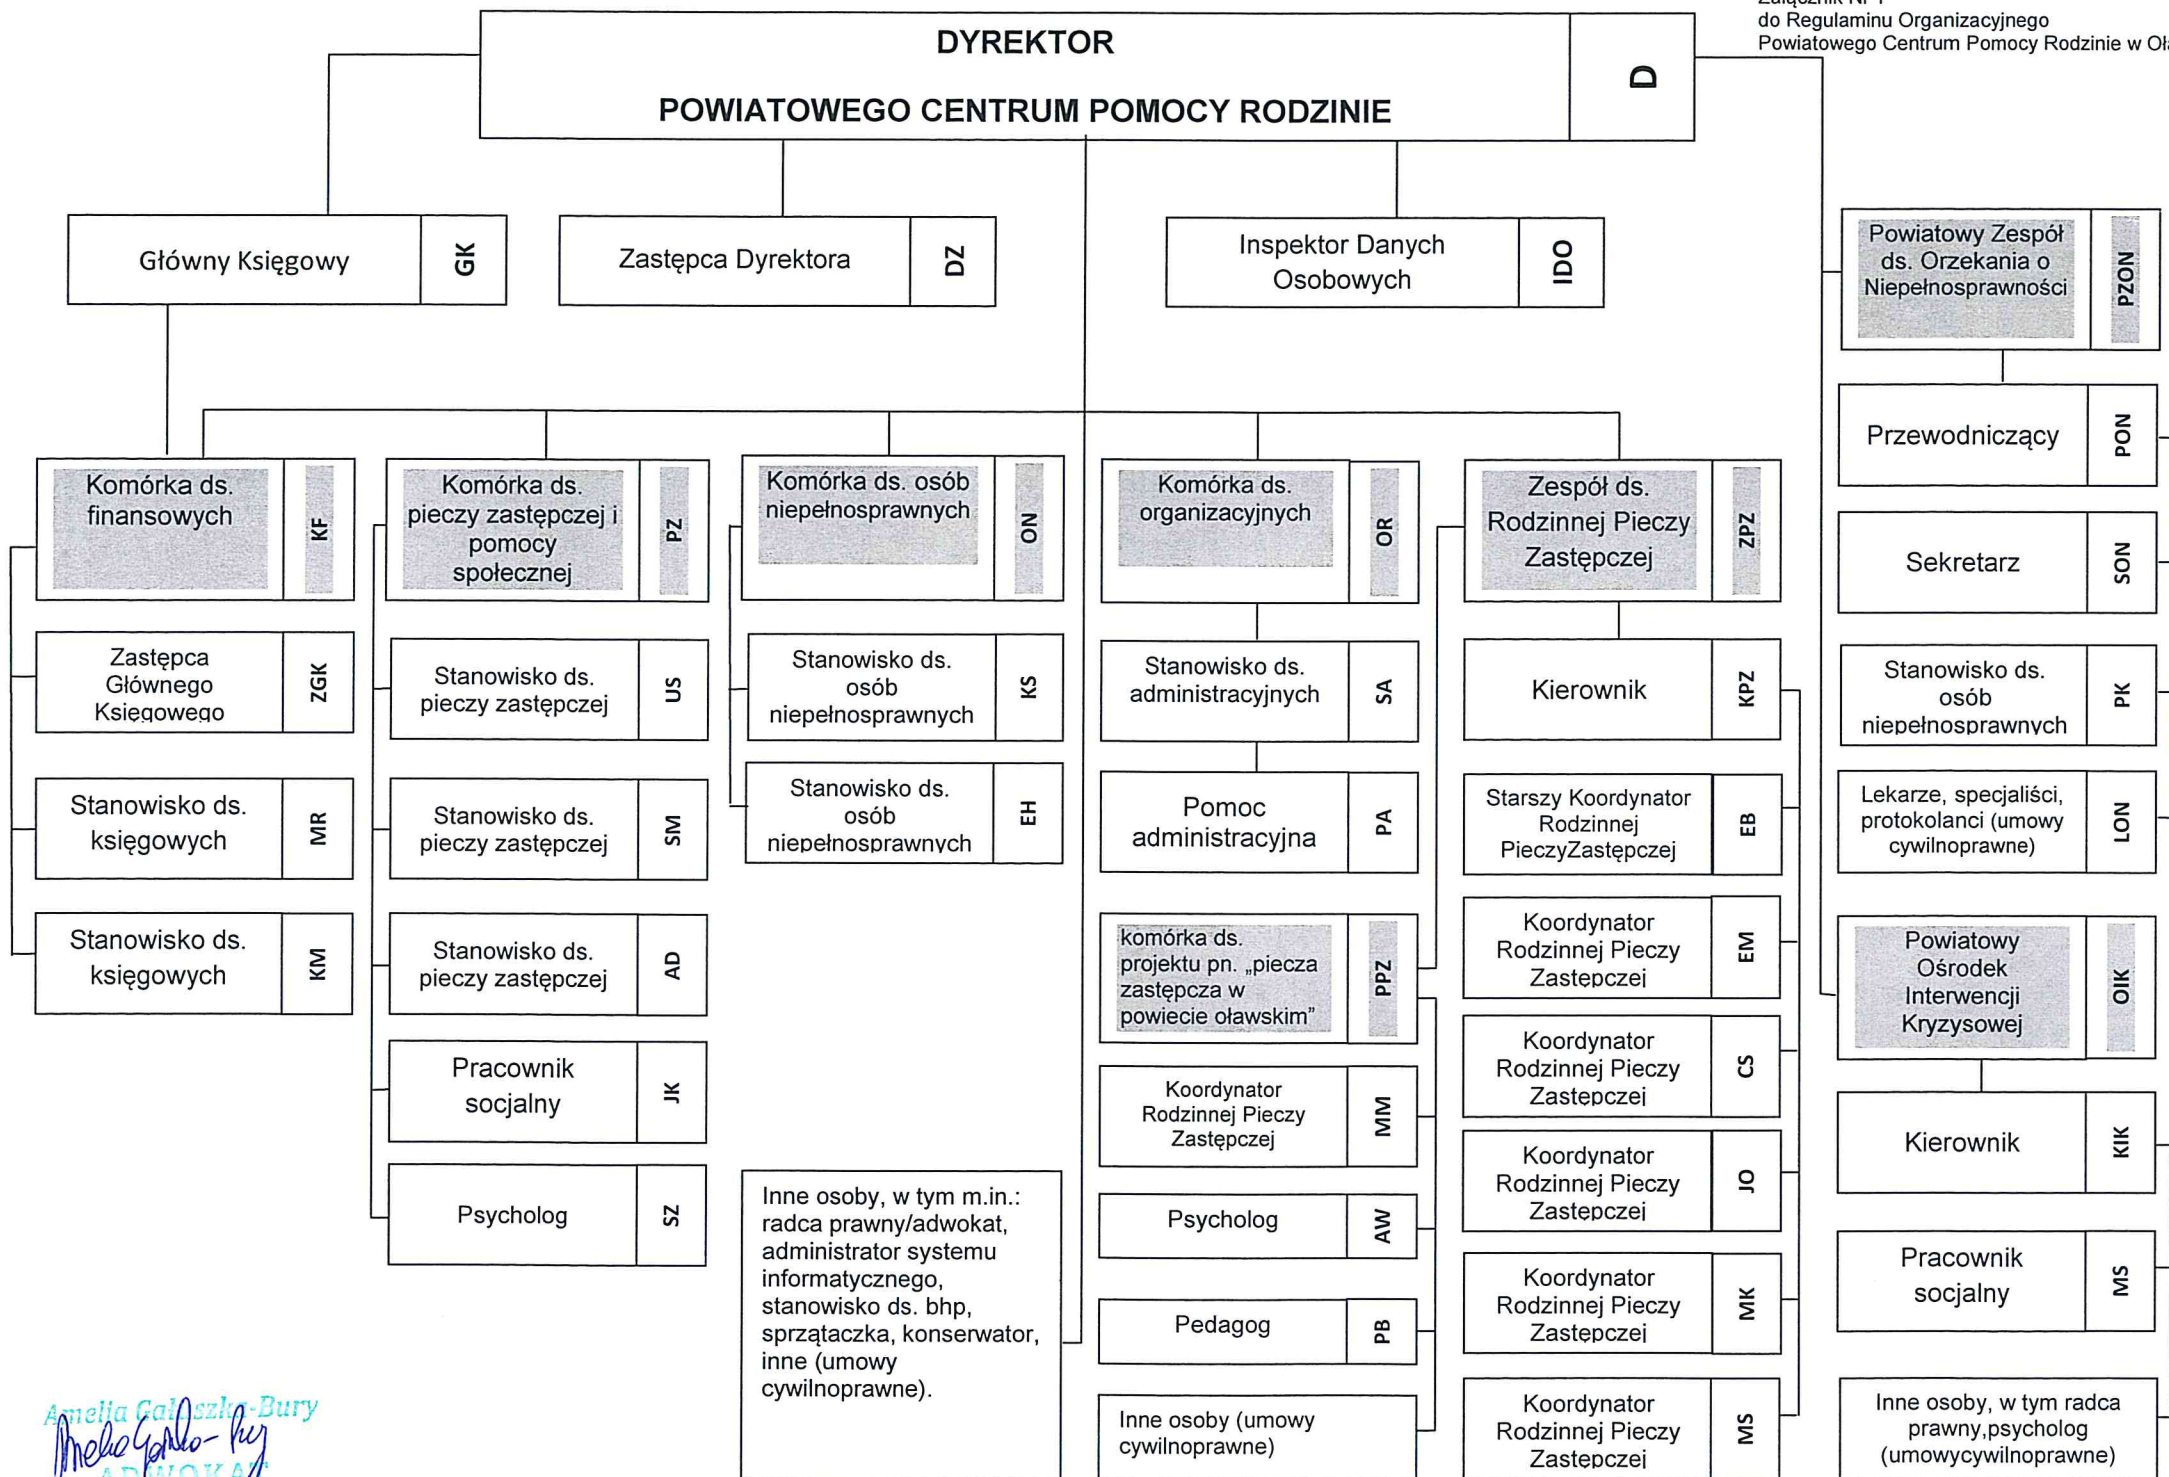 Załącznik Nr 1
do Regulaminu Organizacyjnego
Powiatowego Centrum Pomocy Rodzinie w Oła
DYREKTOR
POWIATOWEGO CENTRUM POMOCY RODZINIE
D
Główny Księgowy
GK
Zastępca Dyrektora
DZ
Inspektor Danych
Osobowych
IDO
Powiatowy Zespół
ds. Orzekania o
Niepełnosprawności
PZON
Przewodniczący
PON
Sekretarz
SON
Stanowisko ds.
osób
niepełnosprawnych
PK
Lekarze, specjaliści,
protokolanci (umowy
cywilnoprawne)
LON
Powiatowy
Ośrodek
Interwencji
Kryzysowej
OIK
Kierownik
KIK
Pracownik
socjalny
MS
Inne osoby, w tym radca
prawny,psycholog
(umowycywilnoprawne)
Komórka ds.
finansowych
KF
Zastępca
Głównego
Księgowego
ZGK
Stanowisko ds.
księgowych
MR
Stanowisko ds.
księgowych
KM
Komórka ds.
pieczy zastępczej i
pomocy
społecznej
PZ
Stanowisko ds.
pieczy zastępczej
US
Stanowisko ds.
pieczy zastępczej
SM
Stanowisko ds.
pieczy zastępczej
AD
Pracownik
socjalny
JK
Psycholog
SZ
Komórka ds. osób
niepełnosprawnych
ON
Stanowisko ds.
osób
niepełnosprawnych
KS
Stanowisko ds.
osób
niepełnosprawnych
EH
Inne osoby, w tym m.in.:
radca prawny/adwokat,
administrator systemu
informatycznego,
stanowisko ds. bhp,
sprzątaczka, konserwator,
inne (umowy
cywilnoprawne).
Komórka ds.
organizacyjnych
OR
Stanowisko ds.
administracyjnych
SA
Pomoc
administracyjna
PA
komórka ds.
projektu pn. „piecza
zastępcza w
powiecie oławskim”
PPZ
Koordynator
Rodzinnej Pieczy
Zastępczej
MM
Psycholog
AW
Pedagog
PB
Inne osoby (umowy
cywilnoprawne)
Zespół ds.
Rodzinnej Pieczy
Zastępczej
ZPZ
Kierownik
KPZ
Starszy Koordynator
Rodzinnej
PieczyZastępczej
EB
Koordynator
Rodzinnej Pieczy
Zastępczej
EM
Koordynator
Rodzinnej Pieczy
Zastępczej
CS
Koordynator
Rodzinnej Pieczy
Zastępczej
JO
Koordynator
Rodzinnej Pieczy
Zastępczej
MK
Koordynator
Rodzinnej Pieczy
Zastępczej
MS
Amelia Gałuszka-Bury
ADWOKAT